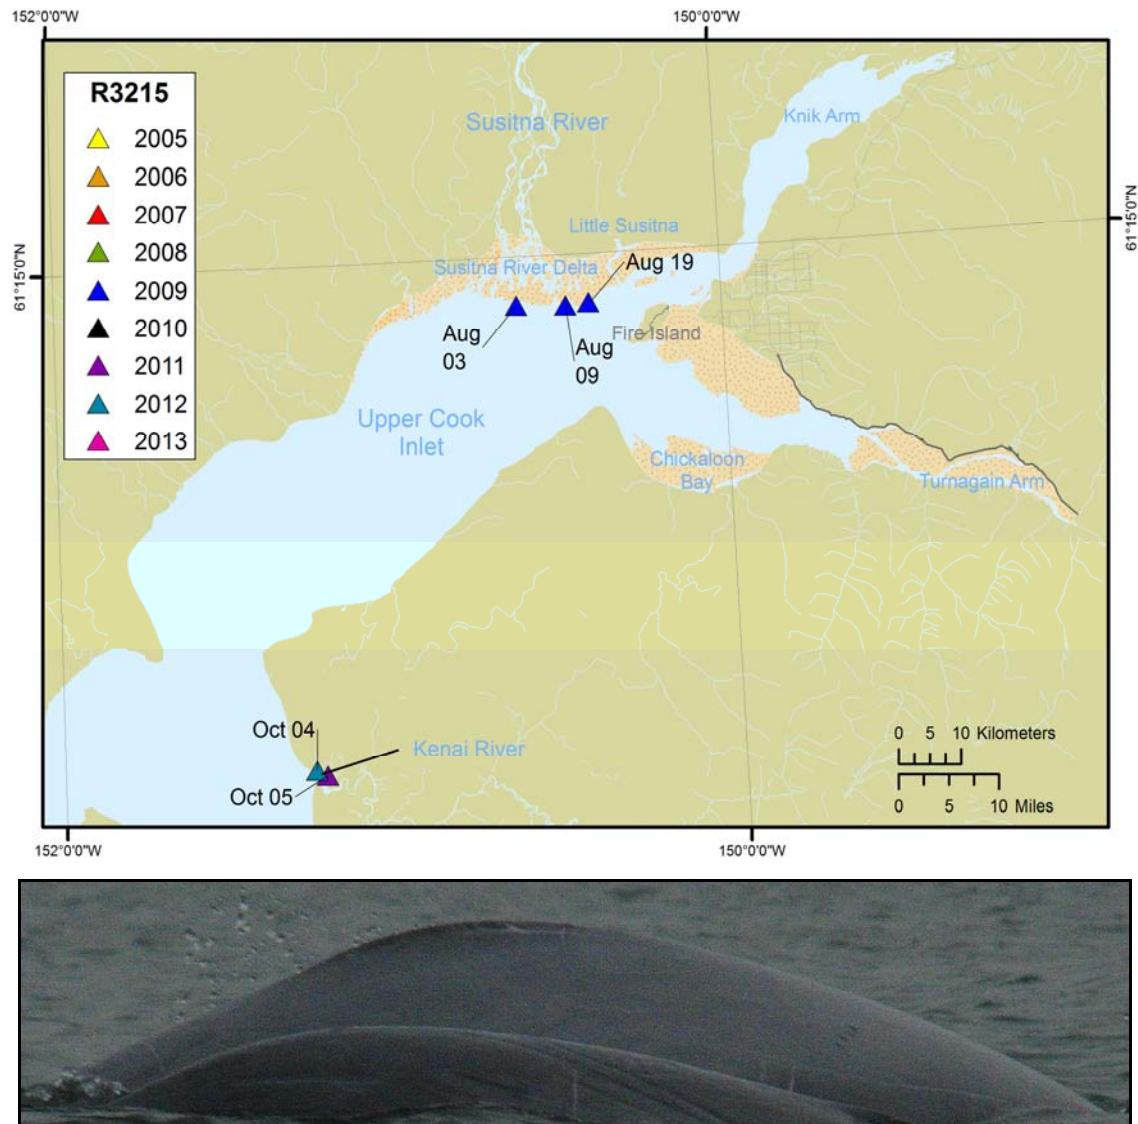 152°0'0"W
150°0'0"W
R3215
2005
2006
2007
2008
2009
2010
2011
2012
2013
Susitna River
Knik Arm
Little Susitna
Susitna River Delta
Aug 19
Aug
03
Aug
09
Fire Island
Upper Cook
Inlet
Chickaloon
Bay
Turnagain Arm
61°15'0"N
61°15'0"N
Oct 04
Kenai River
Oct 05
0 5 10 Kilometers
0 5 10 Miles
152°0'0"W
150°0'0"W